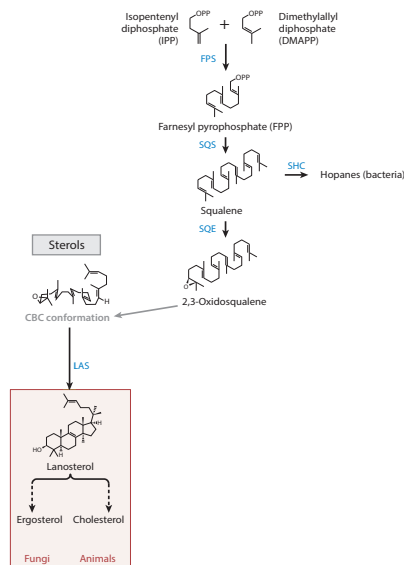 Isopentenyl
diphosphate
(IPP)
OPP
+
OPP
Dimethylallyl
diphosphate
(DMAPP)
FPS
OPP
Farnesyl pyrophosphate (FPP)
SQS
SHC
Hopanes (bacteria)
Squalene
SQE
Sterols
O
H
O
CBC conformation
2,3-Oxidosqualene
LAS
H
HO
H
Lanosterol
Ergosterol
Cholesterol
Fungi
Animals